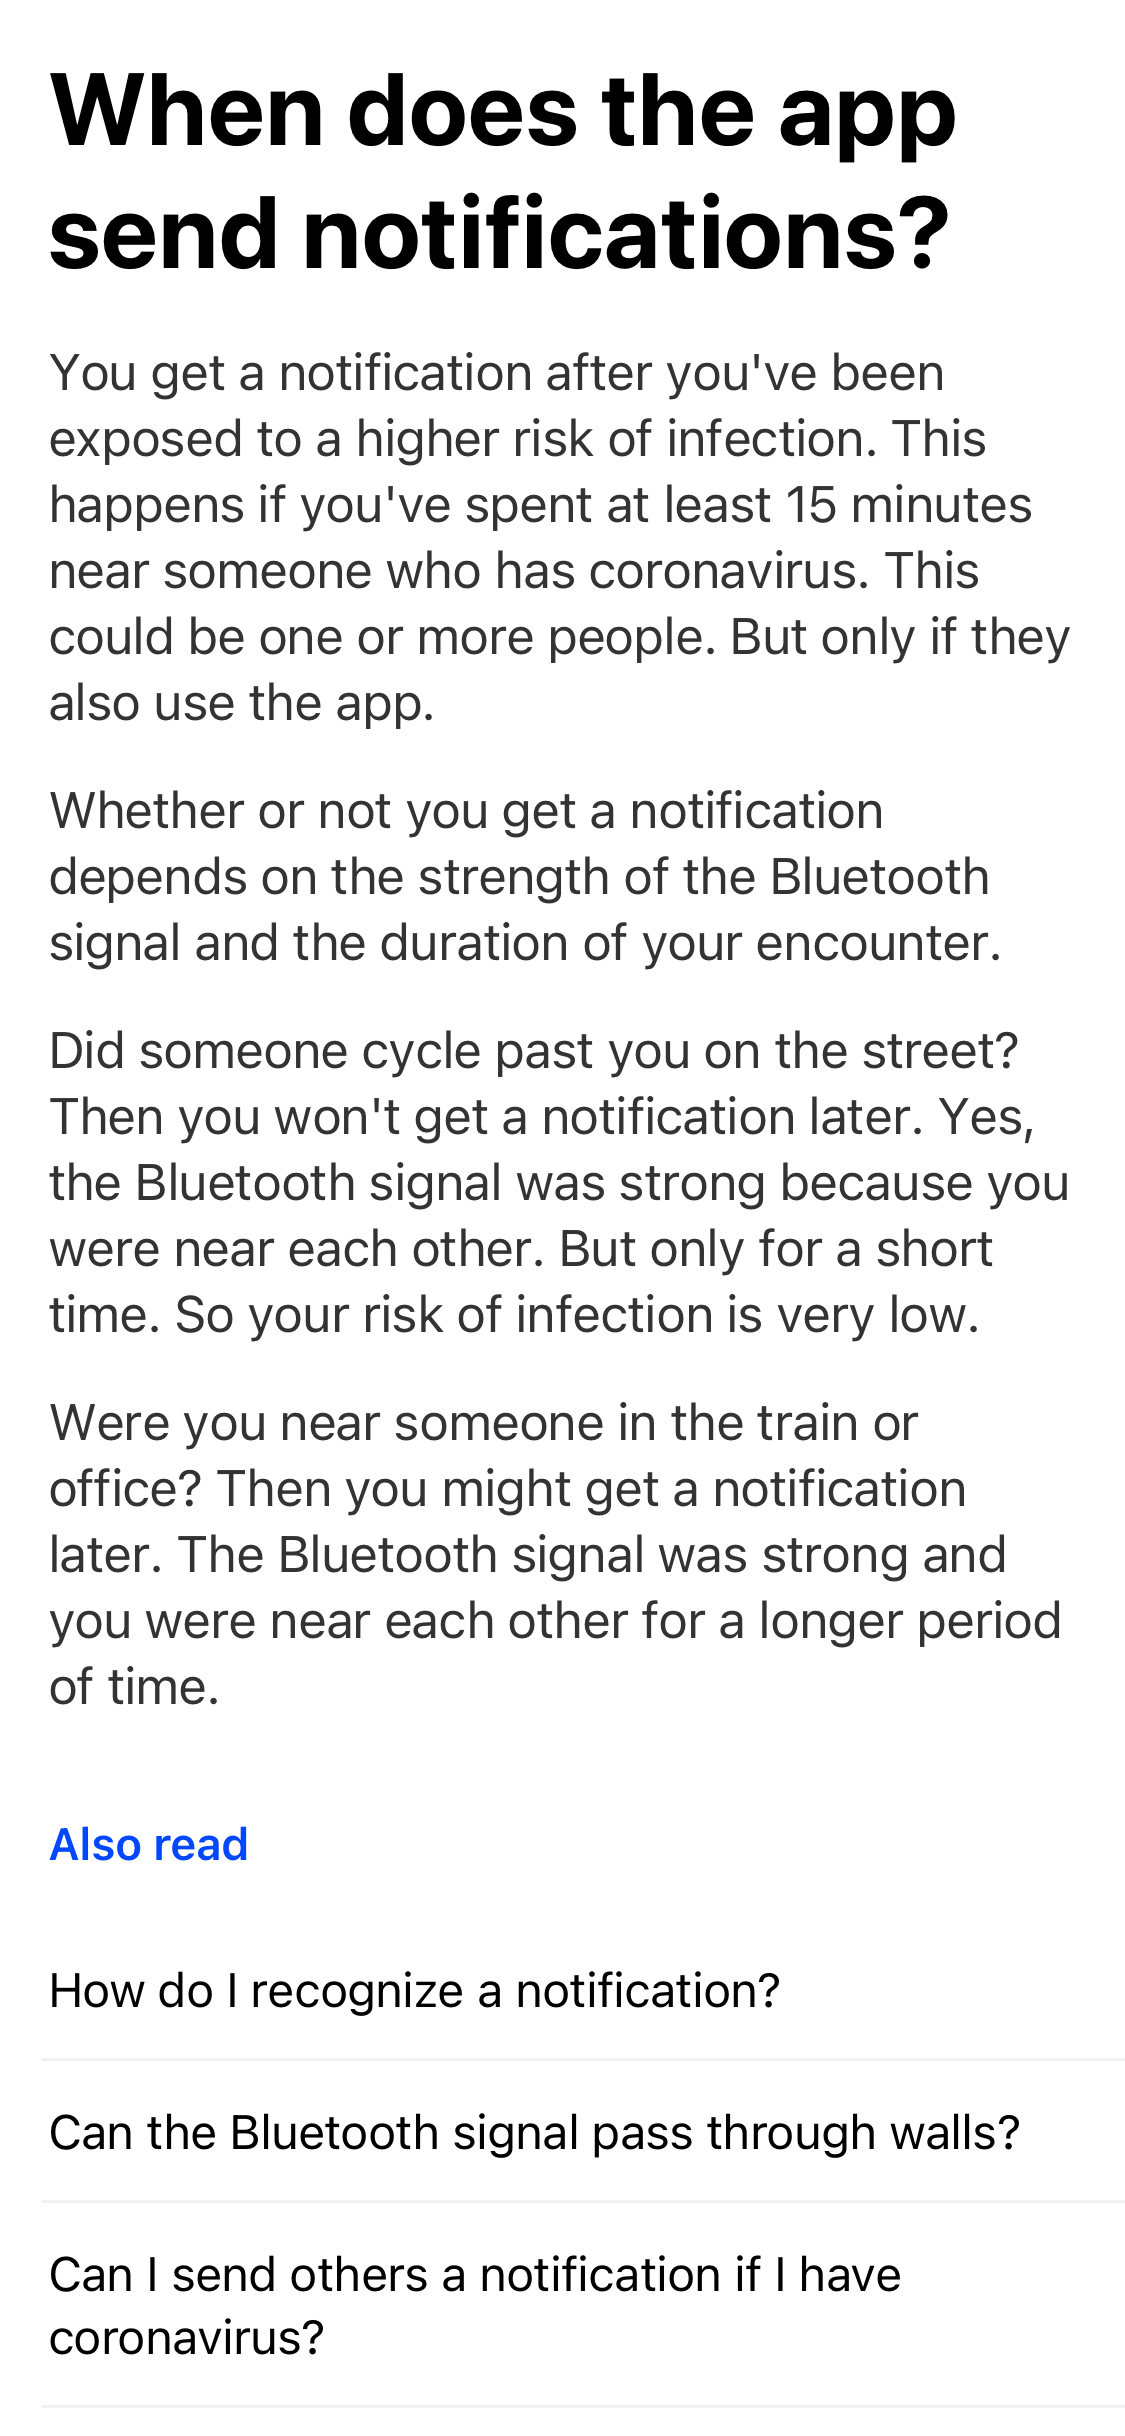 When does the app
send notifications?
You get a notification after you've been
exposed to a higher risk of infection. This
happens if you've spent at least 15 minutes
near someone who has coronavirus. This
could be one or more people. But only if they
also use the app.
Whether or not you get a notification
depends on the strength of the Bluetooth
signal and the duration of your encounter.
Did someone cycle past you on the street?
Then you won't get a notification later. Yes,
the Bluetooth signal was strong because you
were near each other. But only for a short
time. So your risk of infection is very low.
Were you near someone in the train or
office? Then you might get a notification
later. The Bluetooth signal was strong and
you were near each other for a longer period
of time.
Also read
How do I recognize a notification?
Can the Bluetooth signal pass through walls?
Can I send others a notification if I have
coronavirus?